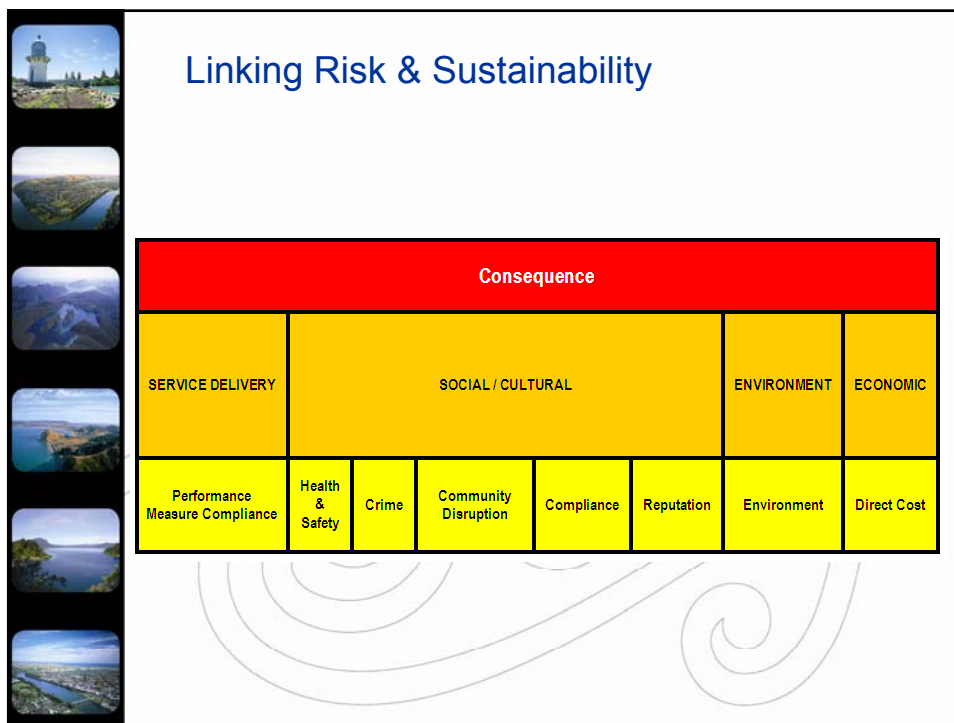 Linking Risk & Sustainability
Consequence
SERVICE DELIVERY
SOCIAL / CULTURAL
ENVIRONMENT
ECONOMIC
Performance
Measure Compliance
Health
&
Safety
Crime
Community
Disruption
Compliance
Reputation
Environment
Direct Cost